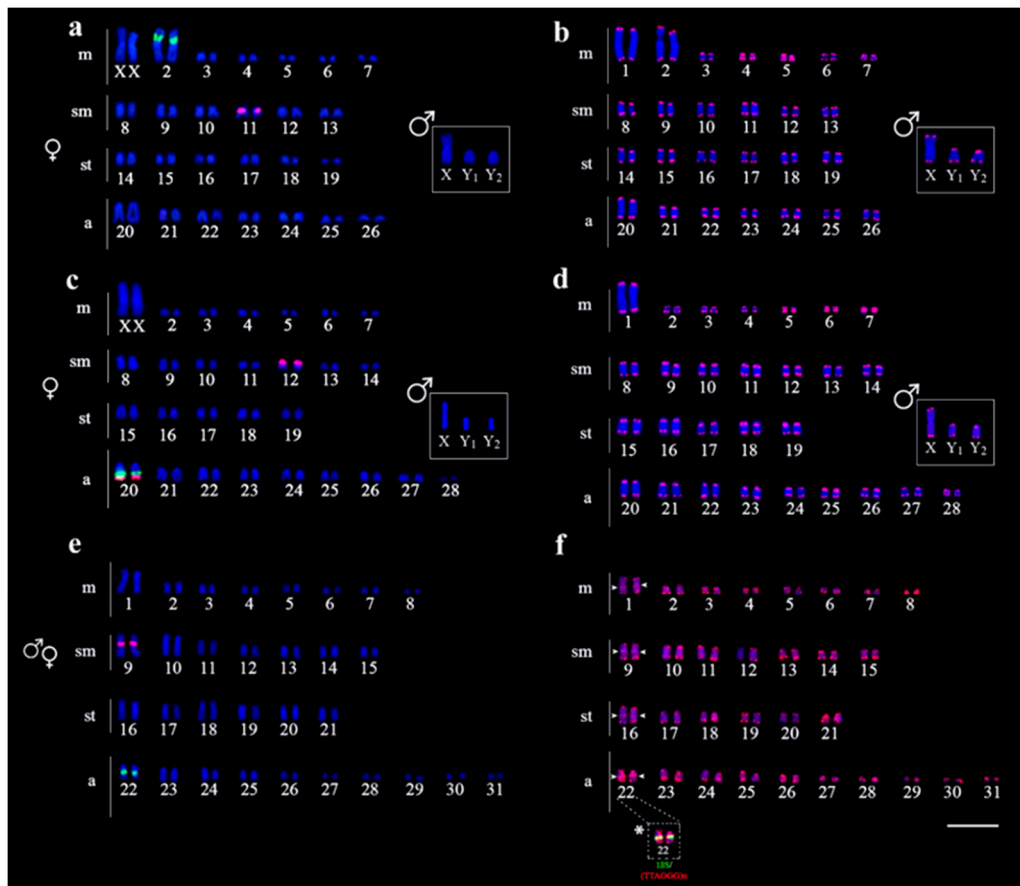 a
m
XX 2 3 4 5 6 7
sm
8 9 10 11 12 13
♂
X Y₁ Y₂
♀
st
14 15 16 17 18 19
a
20 21 22 23 24 25 26
b
m
1 2 3 4 5 6 7
sm
8 9 10 11 12 13
♂
X Y₁ Y₂
st
14 15 16 17 18 19
a
20 21 22 23 24 25 26
c
m
XX 2 3 4 5 6 7
sm
8 9 10 11 12 13 14
♀
♂
X Y₁ Y₂
st
15 16 17 18 19
a
20 21 22 23 24 25 26 27 28
d
m
1 2 3 4 5 6 7
sm
8 9 10 11 12 13 14
♂
X Y₁ Y₂
st
15 16 17 18 19
a
20 21 22 23 24 25 26 27 28
e
m
1 2 3 4 5 6 7 8
♂♀
sm
9 10 11 12 13 14 15
st
16 17 18 19 20 21
a
22 23 24 25 26 27 28 29 30 31
f
m
1 2 3 4 5 6 7 8
sm
9 10 11 12 13 14 15
st
16 17 18 19 20 21
a
22 23 24 25 26 27 28 29 30 31
*
22
18S/
(TTAGGG)n